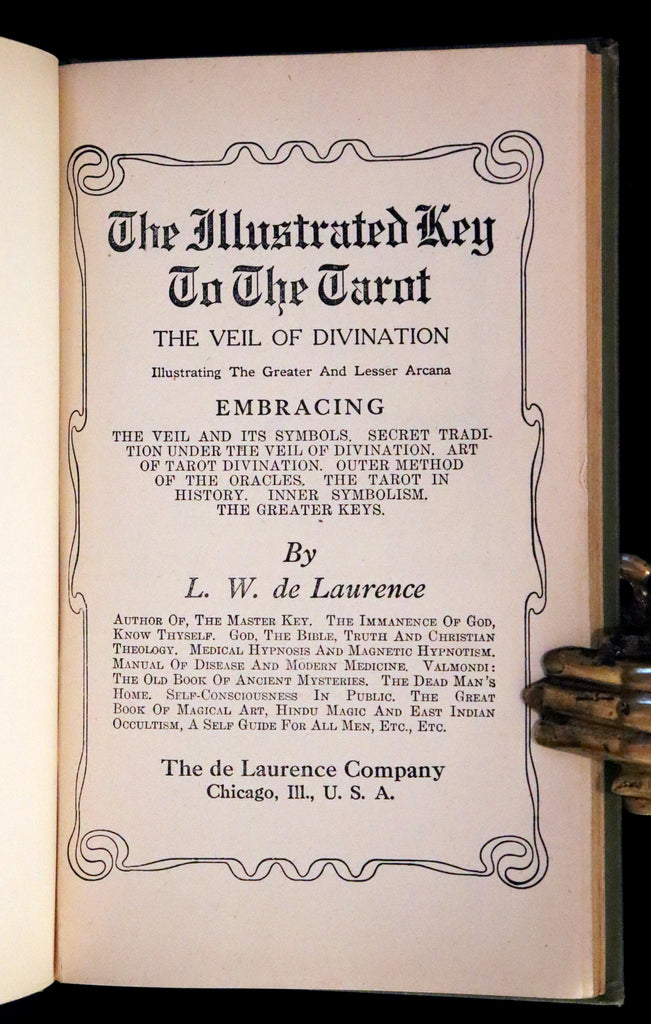 The Illustrated Key
To The Tarot
THE VEIL OF DIVINATION
Illustrating The Greater And Lesser Arcana
EMBRACING
THE VEIL AND ITS SYMBOLS. SECRET TRADI-
TION UNDER THE VEIL OF DIVINATION. ART
OF TAROT DIVINATION. OUTER METHOD
OF THE ORACLES. THE TAROT IN
HISTORY. INNER SYMBOLISM.
THE GREATER KEYS.
By
L. W. de Laurence
Author Of, The Master Key. The Immanence Of God,
Know Thyself. God, The Bible, Truth And Christian
Theology. Medical Hypnosis And Magnetic Hypnotism.
Manual Of Disease And Modern Medicine. Valmondi:
The Old Book Of Ancient Mysteries. The Dead Man's
Home. Self-Consciousness In Public. The Great
Book Of Magical Art, Hindu Magic And East Indian
Occultism, A Self Guide For All Men, Etc., Etc.
The de Laurence Company
Chicago, Ill., U. S. A.